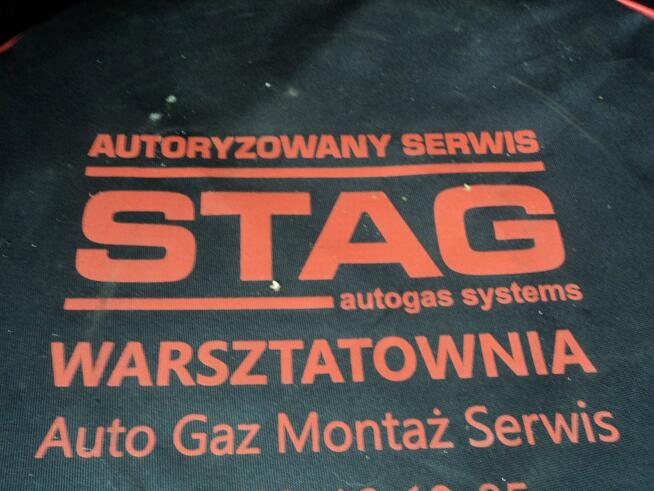 AUTORYZOWANY SERWIS
STAG
autogas systems
WARSZTATOWNIA
Auto Gaz Montaż Serwis